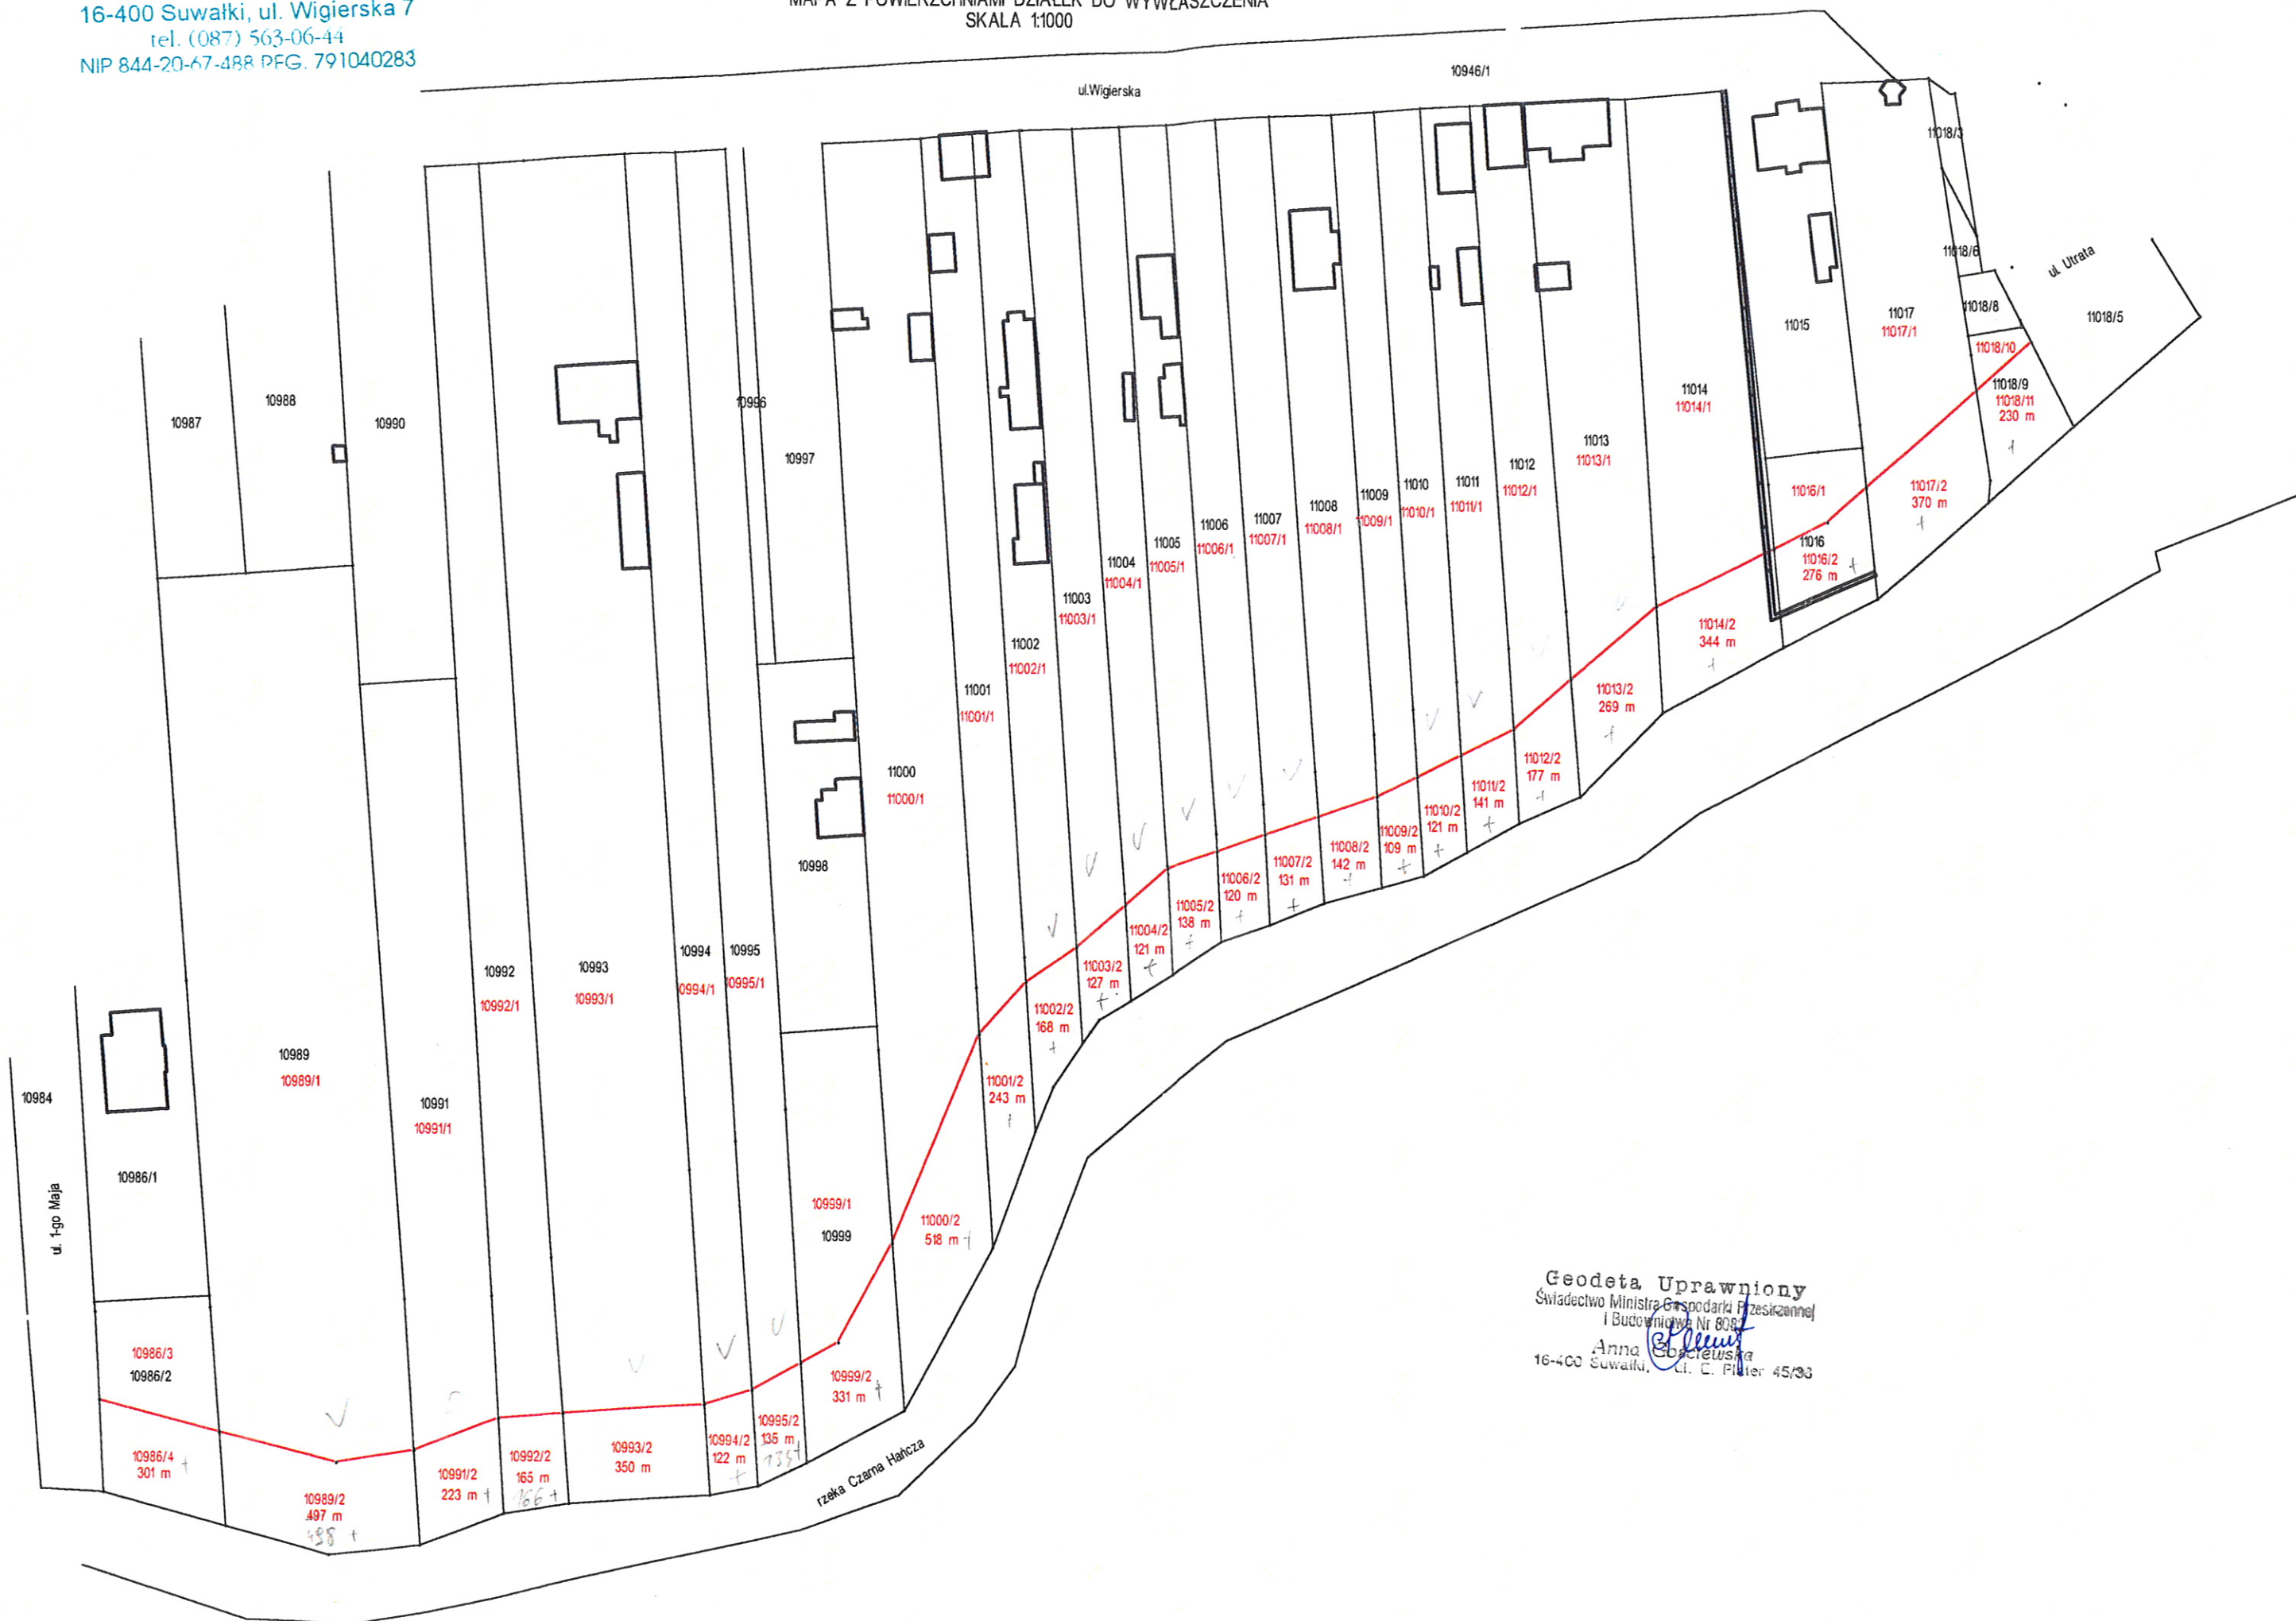 16-400 Suwałki, ul. Wigierska 7
tel. (087) 563-06-44
NIP 844-20-67-488 REG. 791040283
MAPA Z POWIERZCHNIAMI DZIAŁEK DO WYWŁASZCZENIA
SKALA 1:1000
10946/1
ul.Wigierska
11018/3
11018/6
ul. Utrata
11018/8
11018/5
11015
11017
11017/1
11018/10
11018/9
11018/11
230 m
10987
10988
10990
10996
10997
11014
11014/1
11013
11013/1
11012
11012/1
11011
11011/1
11010
11010/1
11009
11009/1
11008
11008/1
11007
11007/1
11006
11006/1
11005
11005/1
11004
11004/1
11003
11003/1
11002
11002/1
11001
11001/1
11000
11000/1
11016/1
11017/2
370 m
11016
11016/2
276 m
11014/2
344 m
11013/2
269 m
11012/2
177 m
11011/2
141 m
11010/2
121 m
11009/2
109 m
11008/2
142 m
11007/2
131 m
11006/2
120 m
11005/2
138 m
11004/2
121 m
11003/2
127 m
11002/2
168 m
11001/2
243 m
11000/2
518 m
10998
10995
10995/1
10994
0994/1
10993
10993/1
10992
10992/1
10989
10989/1
10991
10991/1
10984
10986/1
ul. 1-go Maja
10999/1
10999
10986/3
10986/2
10986/4
301 m
10989/2
497 m
498
10991/2
223 m
10992/2
165 m
166
10993/2
350 m
10994/2
122 m
10995/2
135 m
10999/2
331 m
rzeka Czarna Hańcza
Geodeta Uprawniony
Świadectwo Ministra Gospodarki Przestrzennej
i Budownictwa Nr
Anna
16-400 Suwałki, 45/38